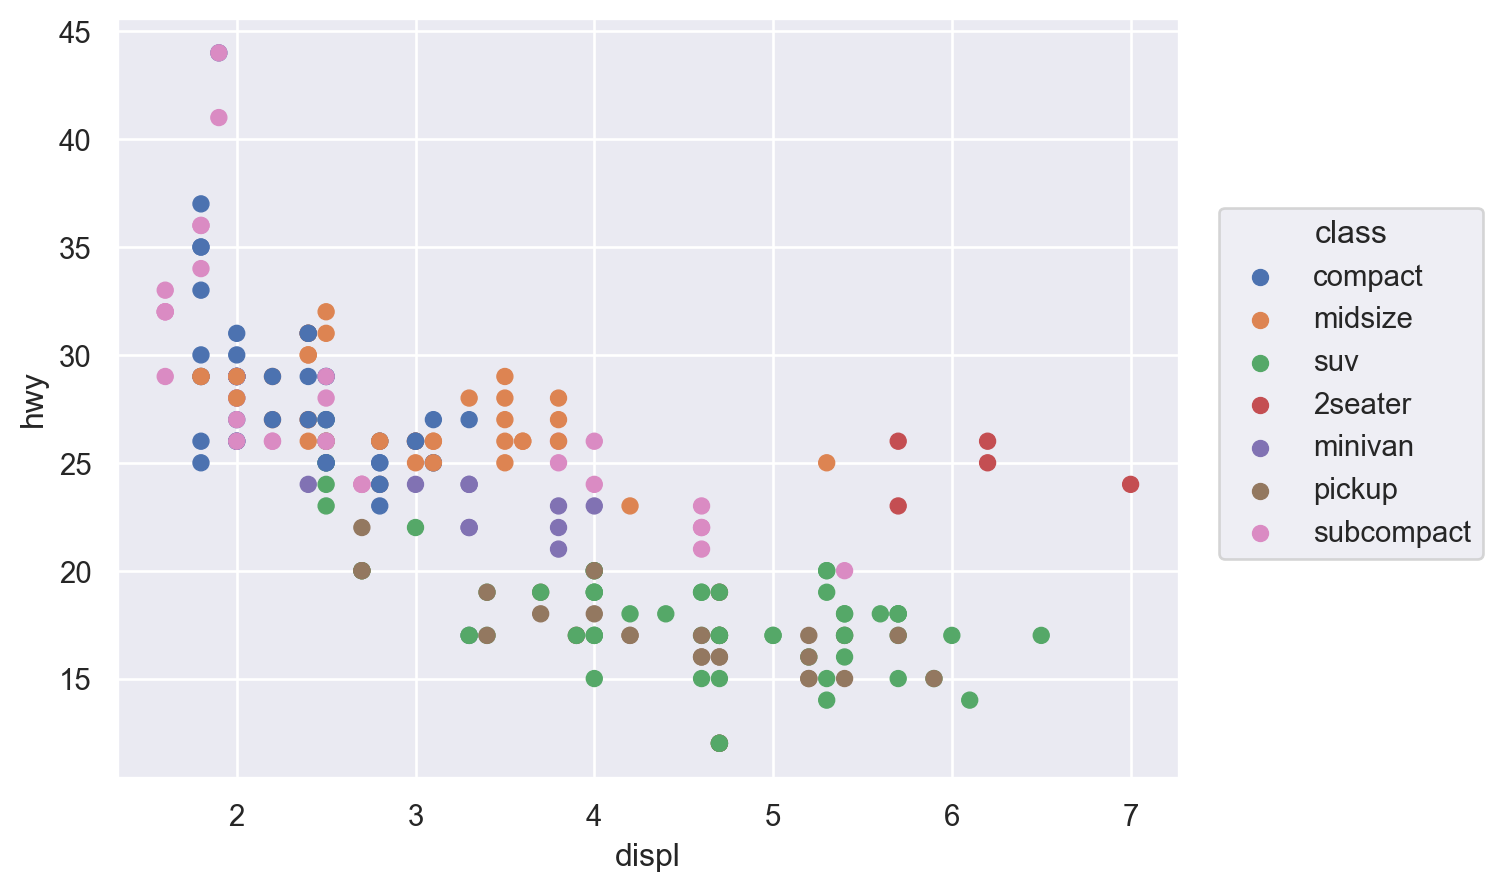 45
40
35
30
25
20
15
hwy
2 3 4 5 6 7
displ
class
compact
midsize
suv
2seater
minivan
pickup
subcompact